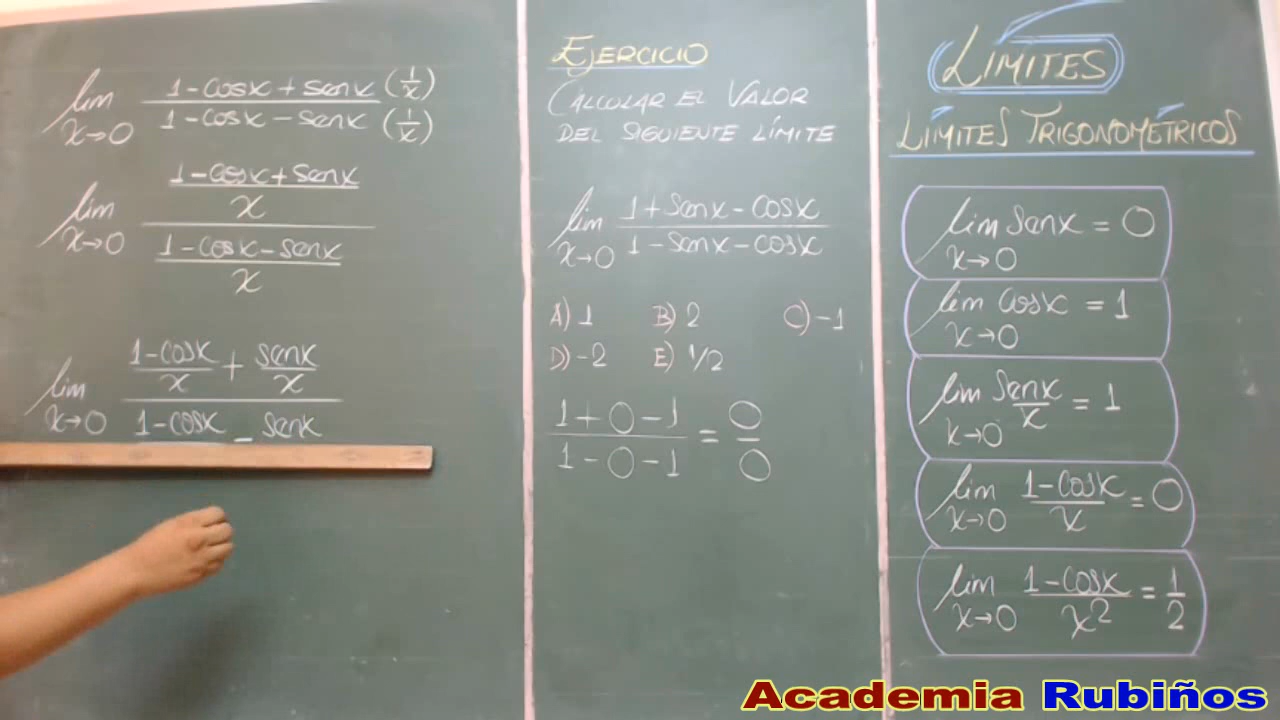 lim x→0 1-cosx+senx (1/x) / 1-cosx-senx (1/x)
lim x→0 (1-cosx+senx / x) / (1-cosx-senx / x)
lim x→0 1-cosx/x + senx/x
1-cosx - senx
EJERCICIO
CALCULAR EL VALOR
DEL SIGUIENTE LÍMITE
lim x→0 1+senx-cosx / 1-senx-cosx
A) 1 B) 2 C) -1
D) -2 E) 1/2
1+0-1 / 1-0-1 = 0/0
LÍMITES
LÍMITES TRIGONOMÉTRICOS
lim x→0 senx = 0
lim x→0 cosx = 1
lim x→0 senx/x = 1
lim x→0 1-cosx/x = 0
lim x→0 1-cosx/x² = 1/2
Academia Rubiños